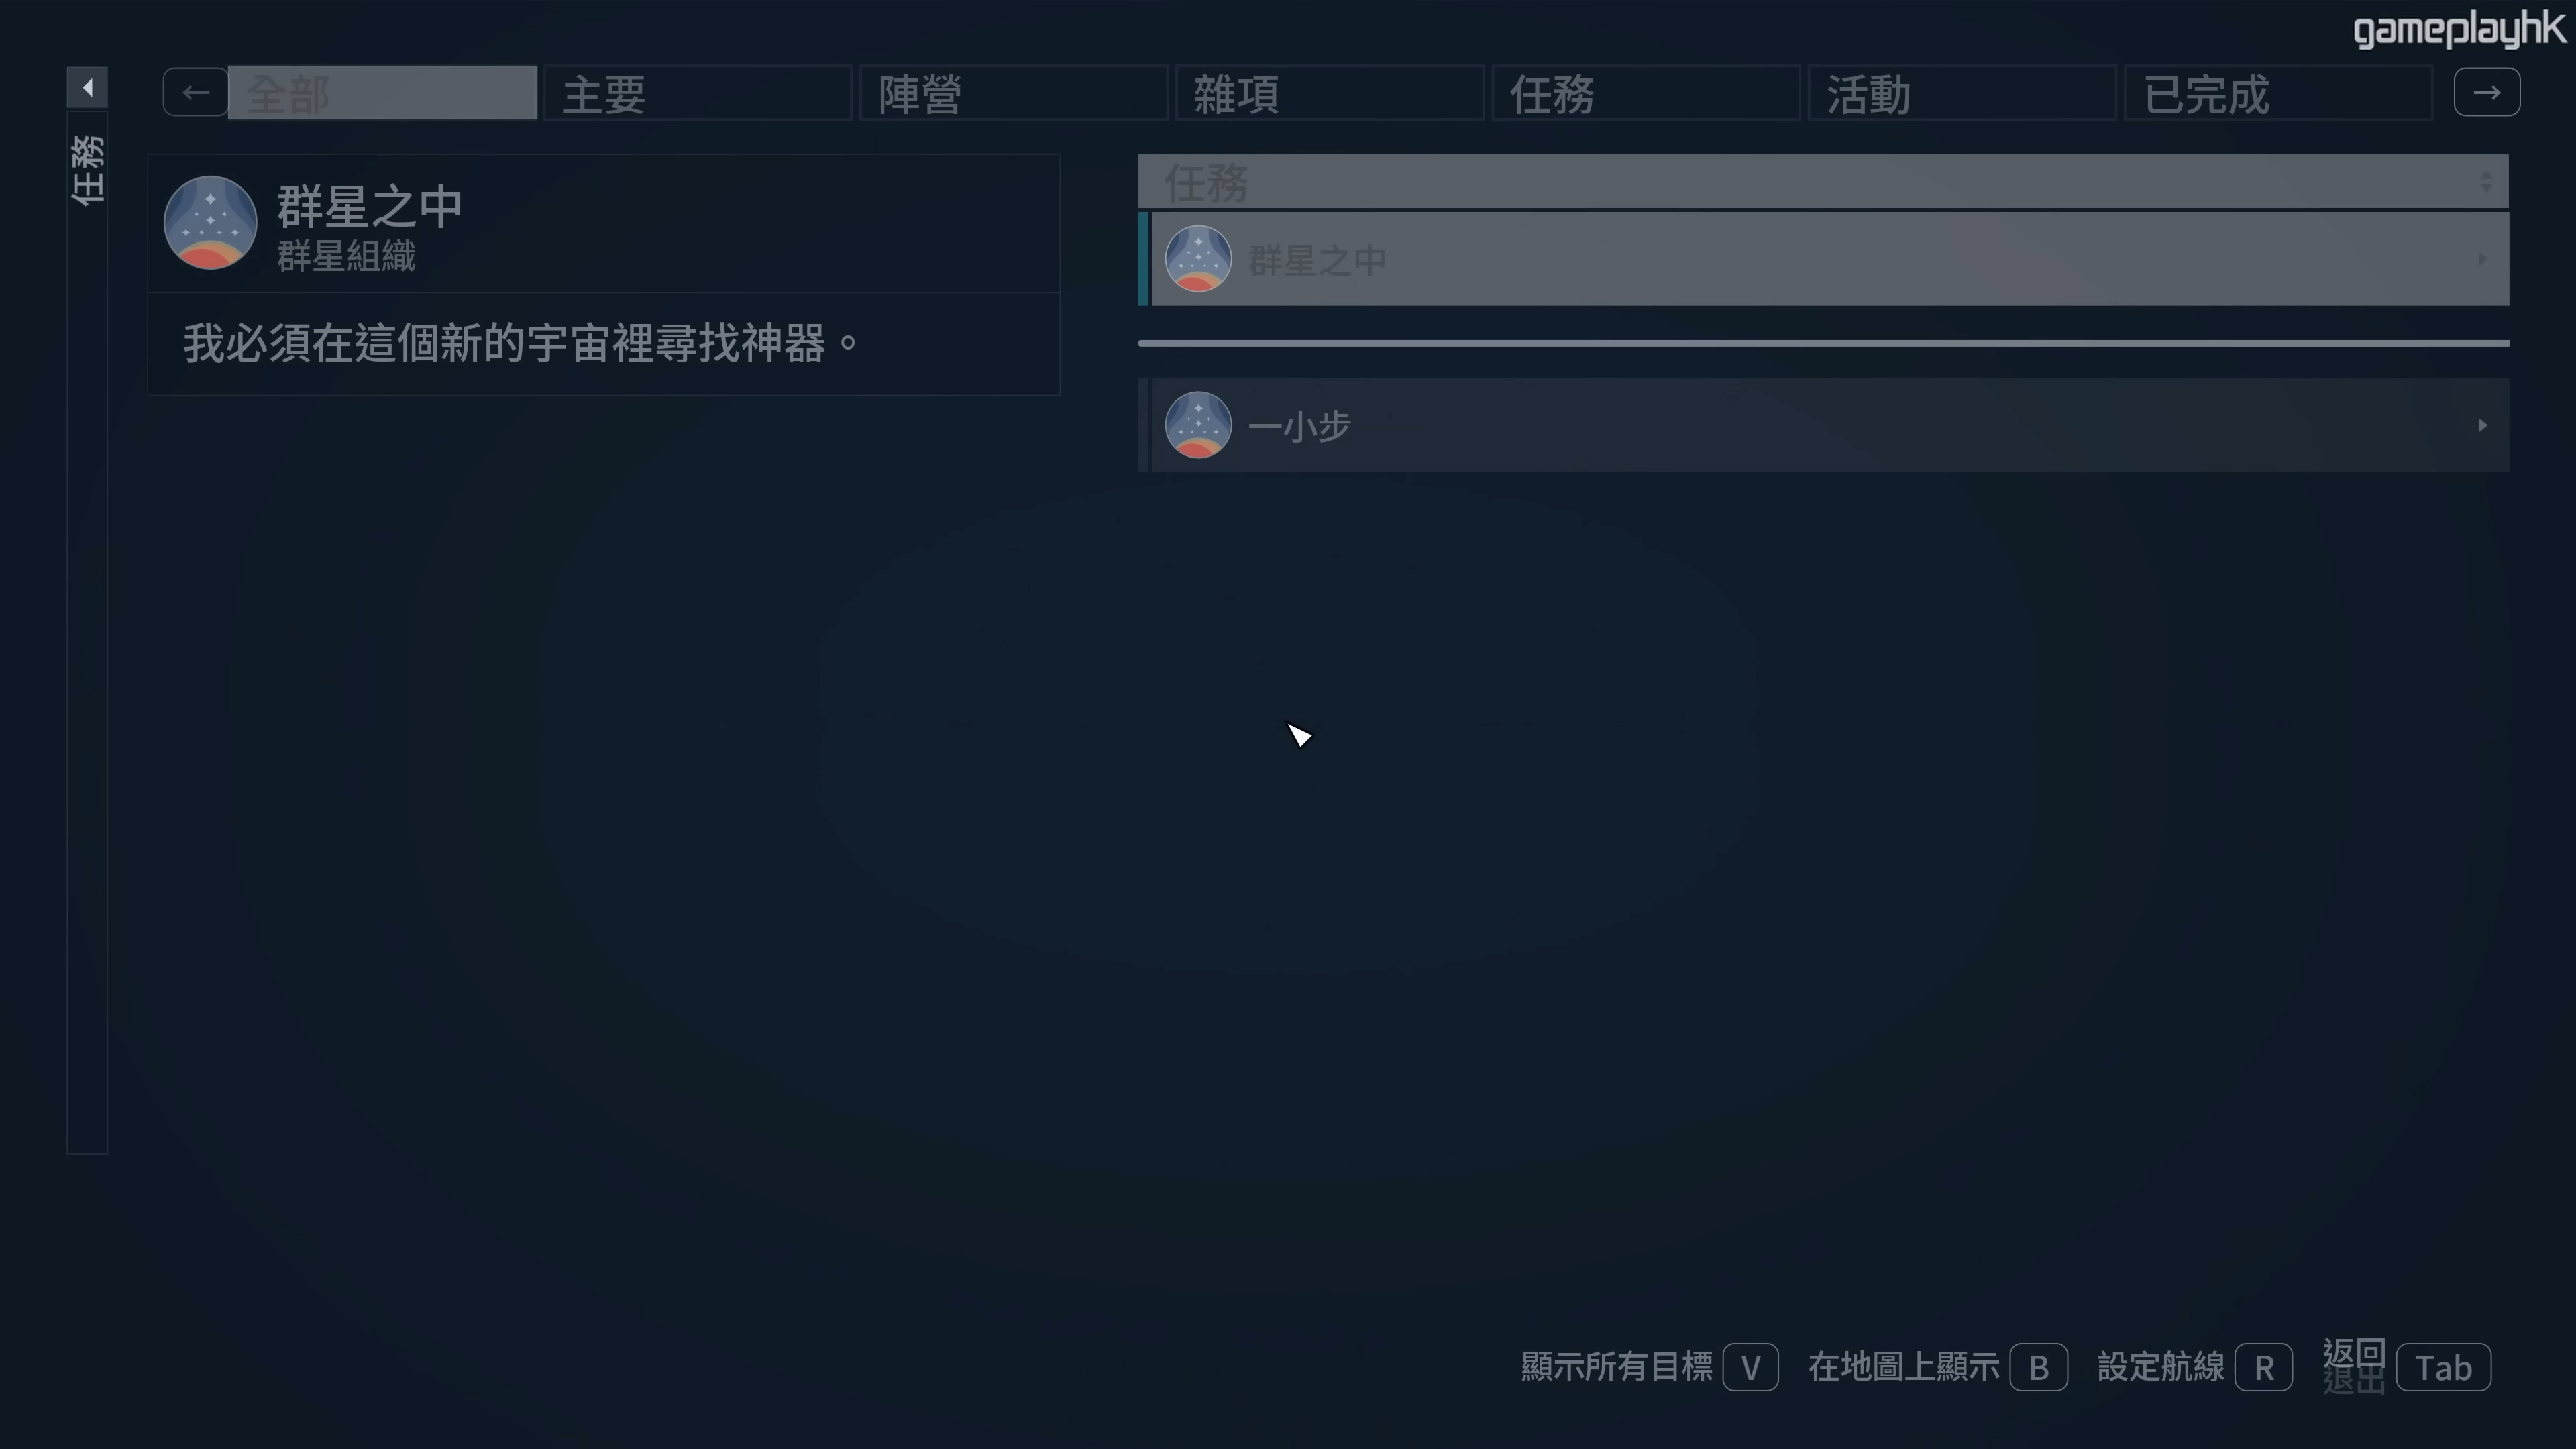 gameplayhk
全部
主要
陣營
雜項
任務
活動
已完成
任務
群星之中
群星組織
我必須在這個新的宇宙裡尋找神器。
任務
群星之中
一小步
顯示所有目標 V
在地圖上顯示 B
設定航線 R
返回 Tab
退出